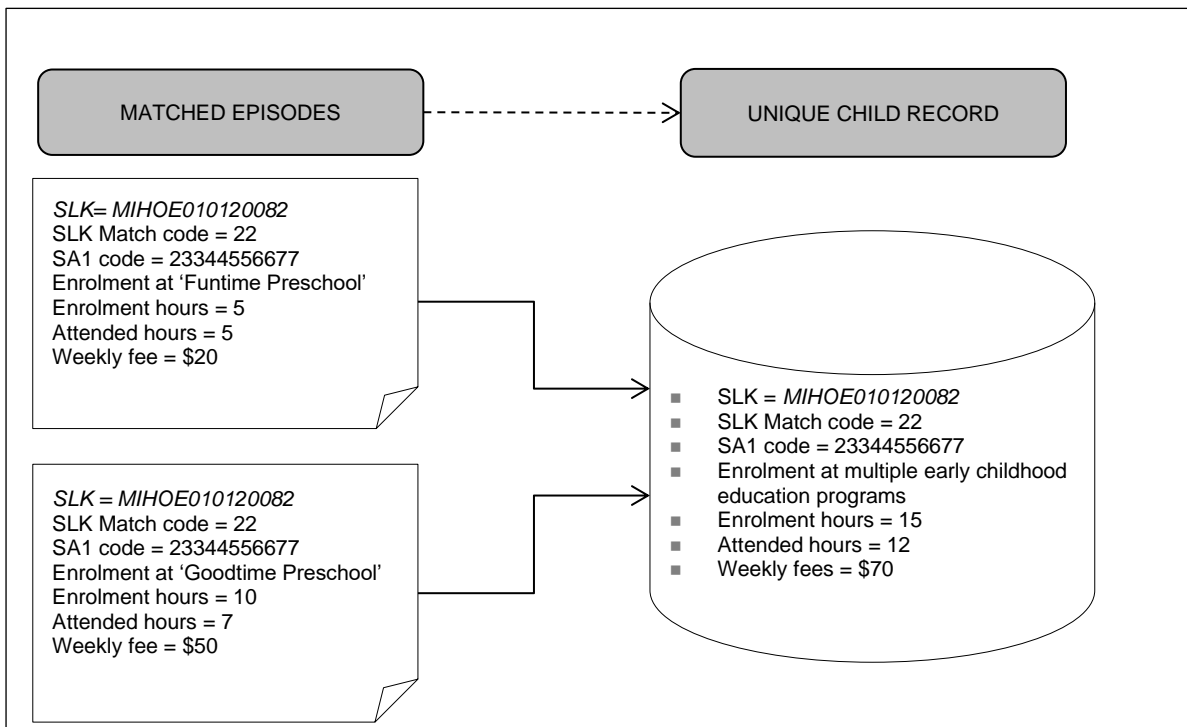 MATCHED EPISODES
UNIQUE CHILD RECORD
SLK= MIHOE010120082
SLK Match code = 22
SA1 code = 23344556677
Enrolment at ‘Funtime Preschool’
Enrolment hours = 5
Attended hours = 5
Weekly fee = $20
SLK = MIHOE010120082
SLK Match code = 22
SA1 code = 23344556677
Enrolment at ‘Goodtime Preschool’
Enrolment hours = 10
Attended hours = 7
Weekly fee = $50
SLK = MIHOE010120082
SLK Match code = 22
SA1 code = 23344556677
Enrolment at multiple early childhood
education programs
Enrolment hours = 15
Attended hours = 12
Weekly fees = $70